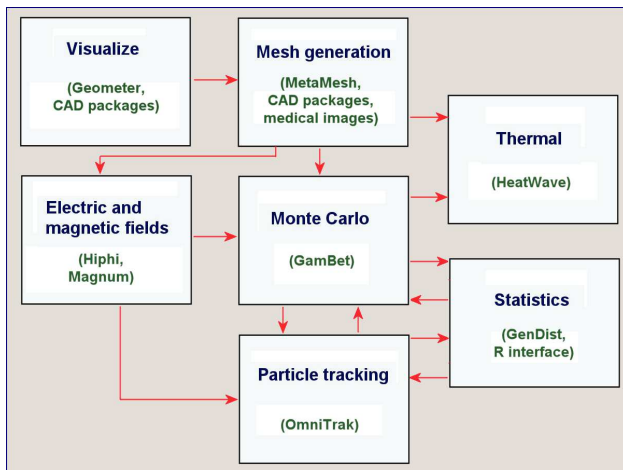 Visualize
(Geometer,
CAD packages)
Mesh generation
(MetaMesh,
CAD packages,
medical images)
Thermal
(HeatWave)
Electric and
magnetic fields
(Hiphi,
Magnum)
Monte Carlo
(GamBet)
Statistics
(GenDist,
R interface)
Particle tracking
(OmniTrak)